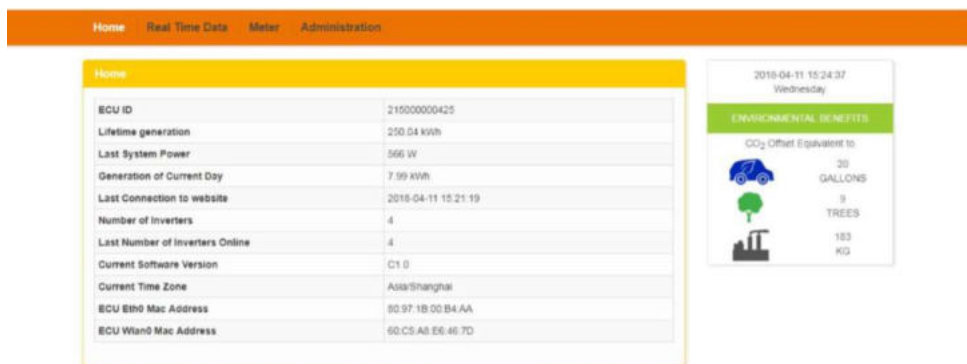 Home Real Time Data Meter Administration
Home
ECU ID 215000000425
Lifetime generation 250.04 kWh
Last System Power 566 W
Generation of Current Day 7.99 kWh
Last Connection to website 2018-04-11 15:21:19
Number of Inverters 4
Last Number of Inverters Online 4
Current Software Version C1.0
Current Time Zone Asia/Shanghai
ECU Eth0 Mac Address 80:97:1B:00:B4:AA
ECU Wlan0 Mac Address 60:C5:A8:E6:46:7D
2018-04-11 15:24:37
Wednesday
ENVIRONMENTAL BENEFITS
CO2 Offset Equivalent to
20
GALLONS
9
TREES
183
KG